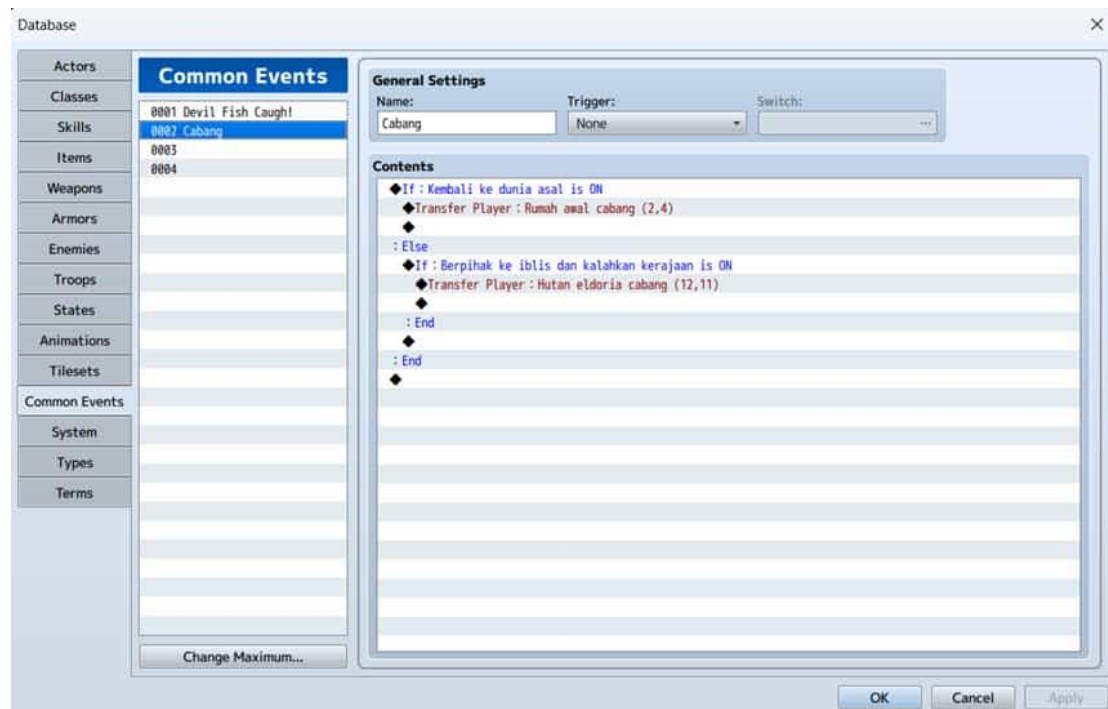 Database
Actors
Classes
Skills
Items
Weapons
Armors
Enemies
Troops
States
Animations
Tilesets
Common Events
System
Types
Terms
Common Events
0001 Devil Fish Caugh!
0002 Cabang
0003
0004
Change Maximum...
General Settings
Name: Trigger: Switch:
Cabang None ...
Contents
◆If : Kembali ke dunia asal is ON
◆Transfer Player : Rumah awal cabang (2,4)
◆
: Else
◆If : Berpihak ke iblis dan kalahkan kerajaan is ON
◆Transfer Player : Hutan eldoria cabang (12,11)
◆
: End
◆
: End
◆
OK Cancel Apply